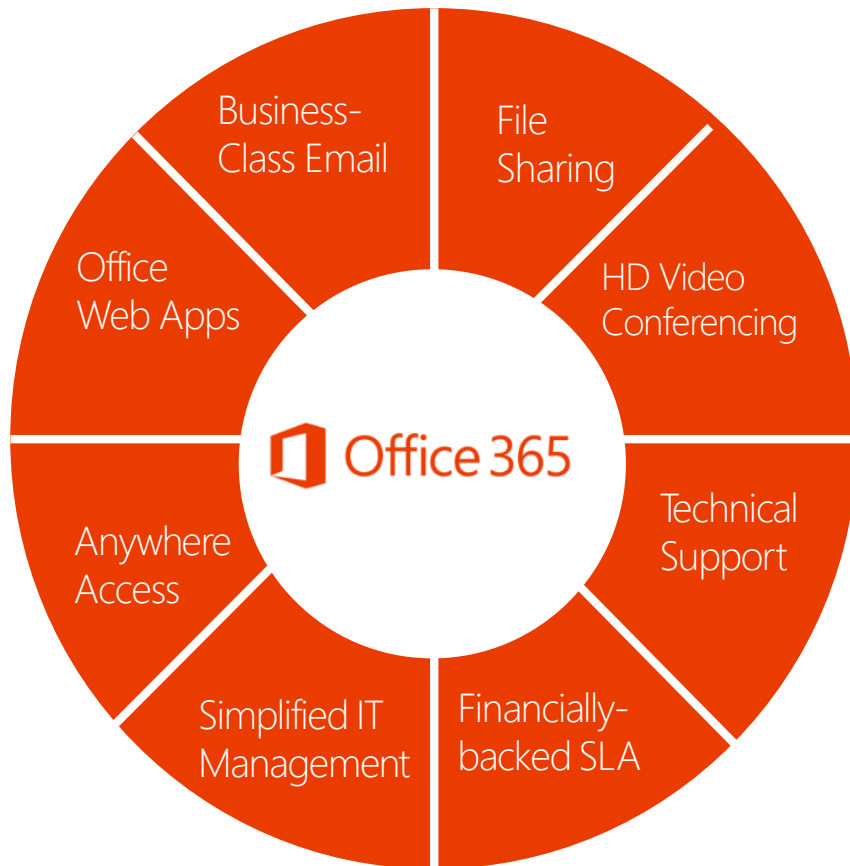 Business-
Class Email
File
Sharing
Office
Web Apps
HD Video
Conferencing
Office 365
Anywhere
Access
Technical
Support
Simplified IT
Management
Financially-
backed SLA